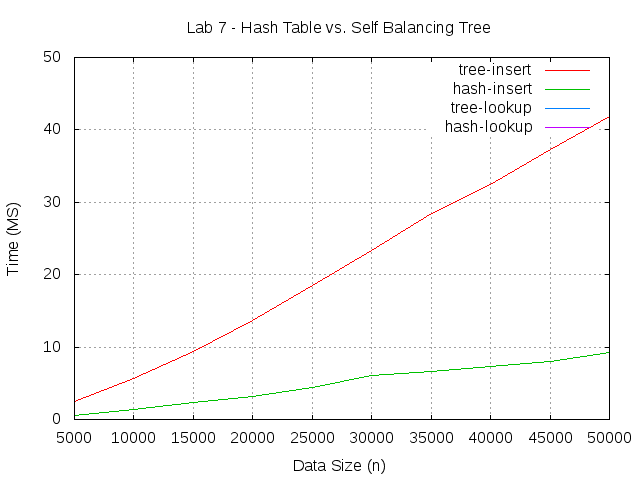 Lab 7 - Hash Table vs. Self Balancing Tree
50
tree-insert
hash-insert
tree-lookup
hash-lookup
40
30
20
10
0
5000 10000 15000 20000 25000 30000 35000 40000 45000 50000
Time (MS)
Data Size (n)